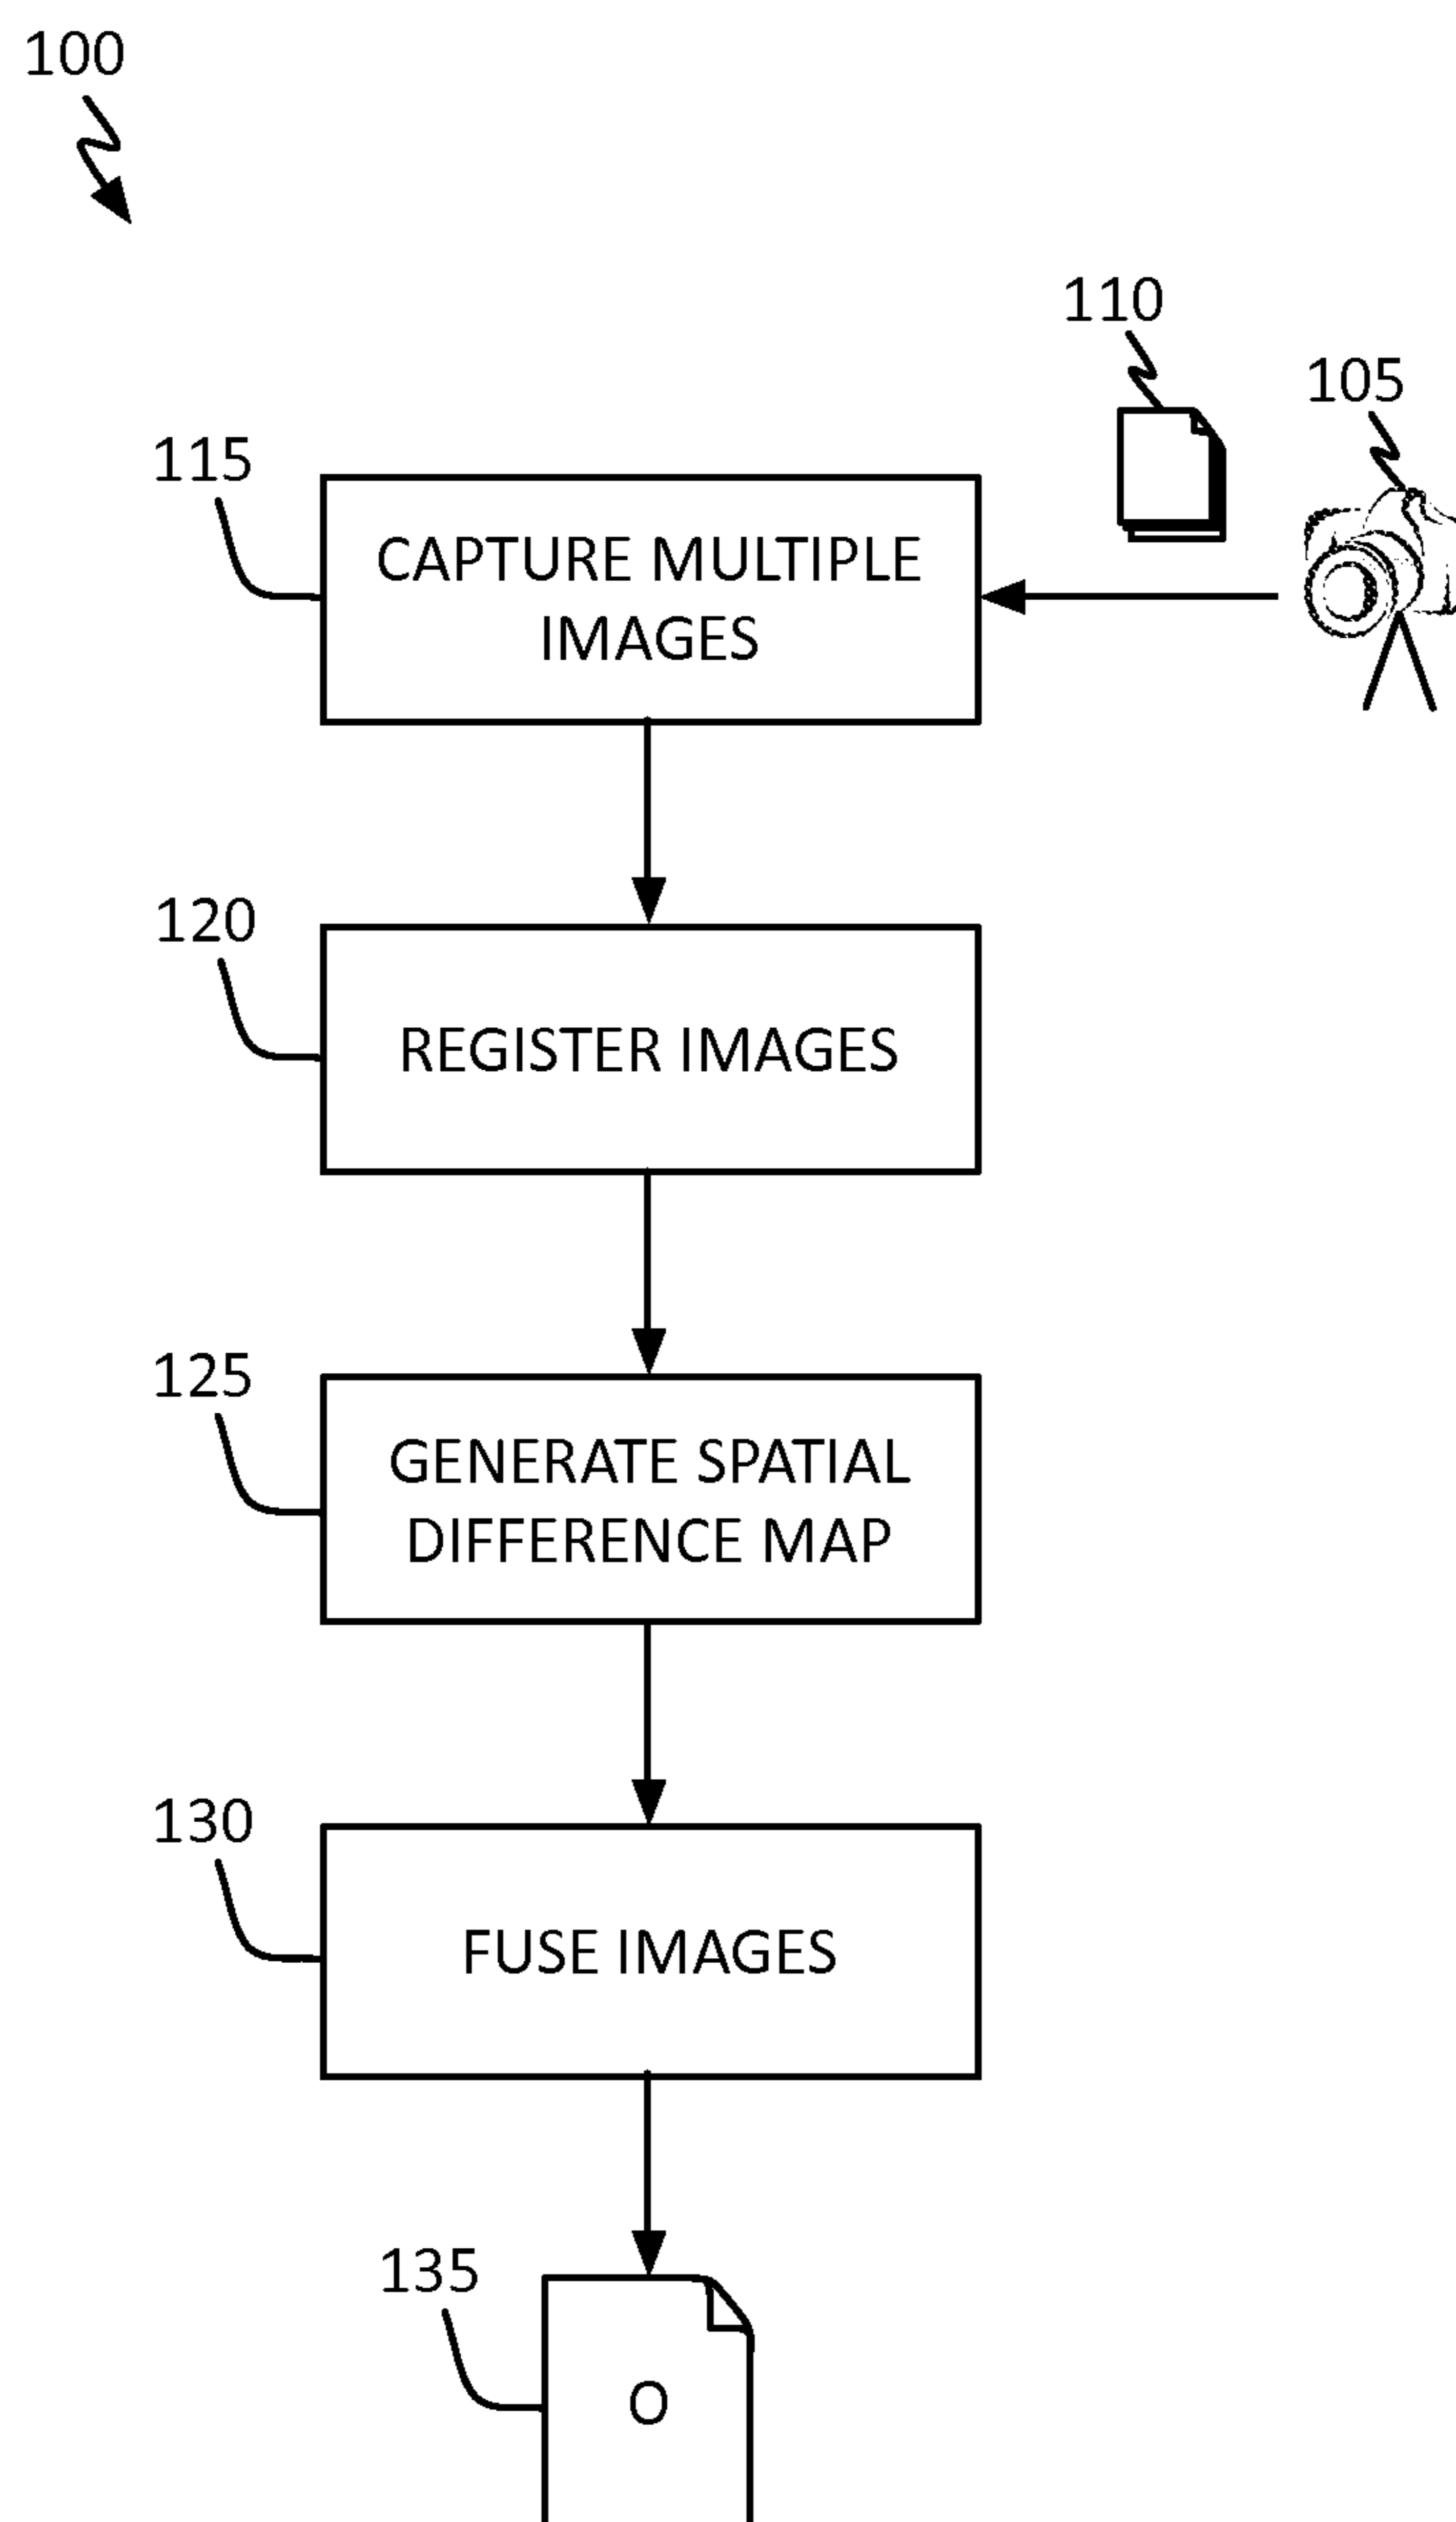 100
110
105
115
CAPTURE MULTIPLE
IMAGES
120
REGISTER IMAGES
125
GENERATE SPATIAL
DIFFERENCE MAP
130
FUSE IMAGES
135
O